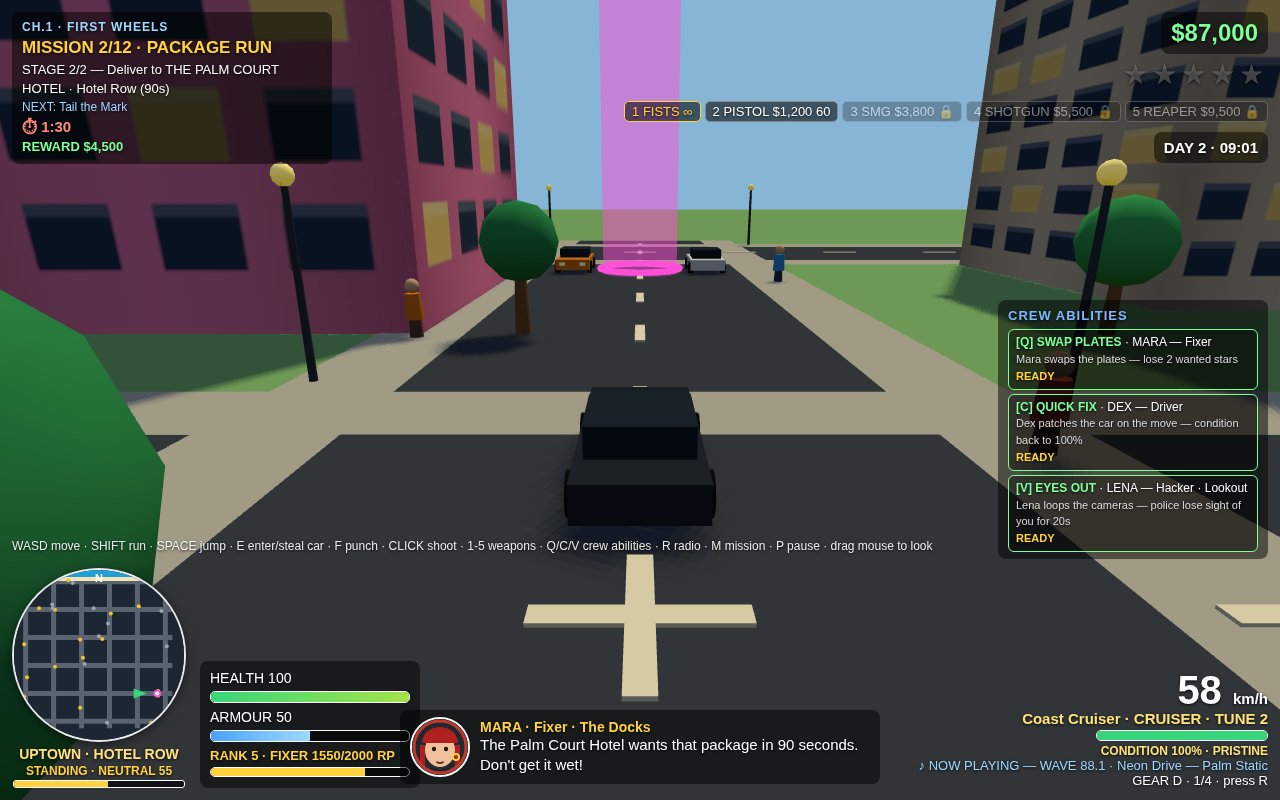 CH.1 · FIRST WHEELS
MISSION 2/12 · PACKAGE RUN
STAGE 2/2 — Deliver to THE PALM COURT
HOTEL · Hotel Row (90s)
NEXT: Tail the Mark
⏱ 1:30
REWARD $4,500
$87,000
★★★★★
1 FISTS ∞
2 PISTOL $1,200 60
3 SMG $3,800 🔒
4 SHOTGUN $5,500 🔒
5 REAPER $9,500 🔒
DAY 2 · 09:01
CREW ABILITIES
[Q] SWAP PLATES · MARA — Fixer
Mara swaps the plates — lose 2 wanted stars
READY
[C] QUICK FIX · DEX — Driver
Dex patches the car on the move — condition
back to 100%
READY
[V] EYES OUT · LENA — Hacker · Lookout
Lena loops the cameras — police lose sight of
you for 20s
READY
WASD move · SHIFT run · SPACE jump · E enter/steal car · F punch · CLICK shoot · 1-5 weapons · Q/C/V crew abilities · R radio · M mission · P pause · drag mouse to look
N
UPTOWN · HOTEL ROW
STANDING · NEUTRAL 55
HEALTH 100
ARMOUR 50
RANK 5 · FIXER 1550/2000 RP
MARA · Fixer · The Docks
The Palm Court Hotel wants that package in 90 seconds.
Don't get it wet!
58 km/h
Coast Cruiser · CRUISER · TUNE 2
CONDITION 100% · PRISTINE
♪ NOW PLAYING — WAVE 88.1 · Neon Drive — Palm Static
GEAR D · 1/4 · press R